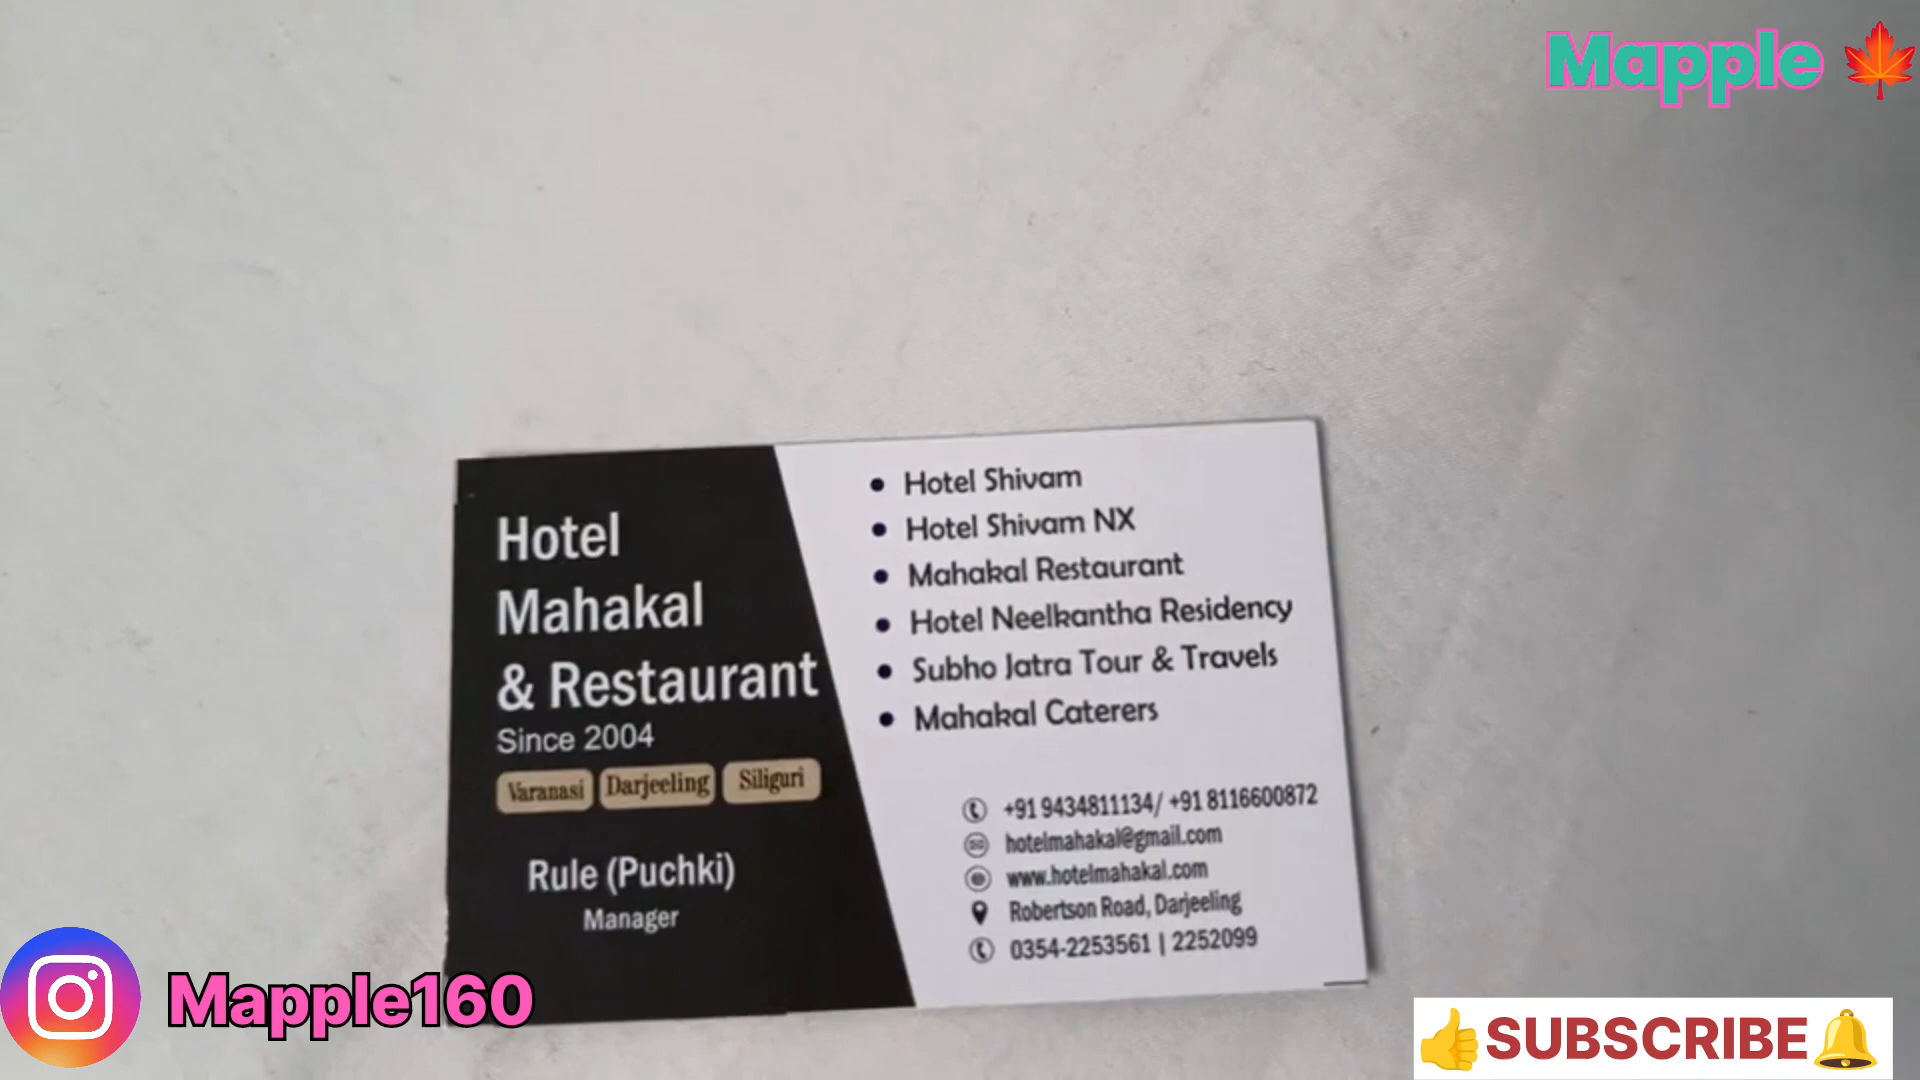 Mapple 🍁
Hotel
Mahakal
& Restaurant
Since 2004
Varanasi Darjeeling Siliguri
Rule (Puchki)
Manager
• Hotel Shivam
• Hotel Shivam NX
• Mahakal Restaurant
• Hotel Neelkantha Residency
• Subho Jatra Tour & Travels
• Mahakal Caterers
+91 9434811134/ +91 8116600872
hotelmahakal@gmail.com
www.hotelmahakal.com
Robertson Road, Darjeeling
0354-2253561 | 2252099
Mapple160
👍SUBSCRIBE🔔